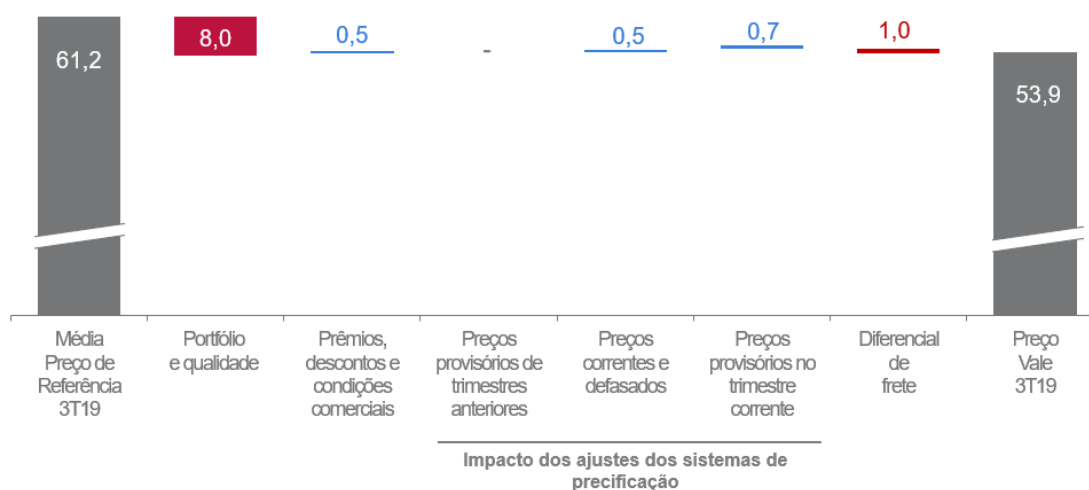 61,2
8,0
0,5
-
0,5
0,7
1,0
53,9
Média
Preço de
Referência
3T19
Portfólio
e qualidade
Prêmios,
descontos e
condições
comerciais
Preços
provisórios de
trimestres
anteriores
Preços
correntes e
defasados
Preços
provisórios no
trimestre
corrente
Diferencial
de
frete
Preço
Vale
3T19
Impacto dos ajustes dos sistemas de
precificação